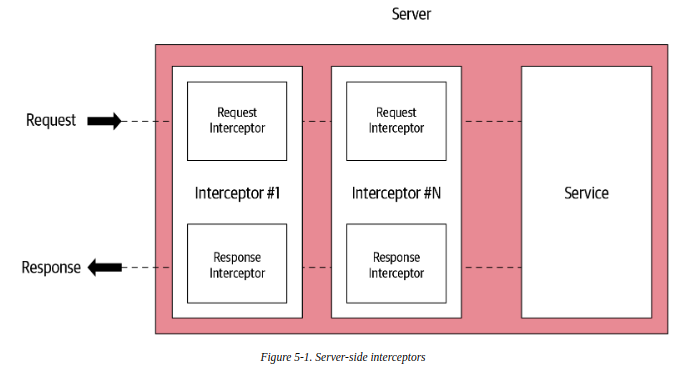 Server
Request
Request
Interceptor
Request
Interceptor
Interceptor #1
Interceptor #N
Service
Response
Response
Interceptor
Response
Interceptor
Figure 5-1. Server-side interceptors